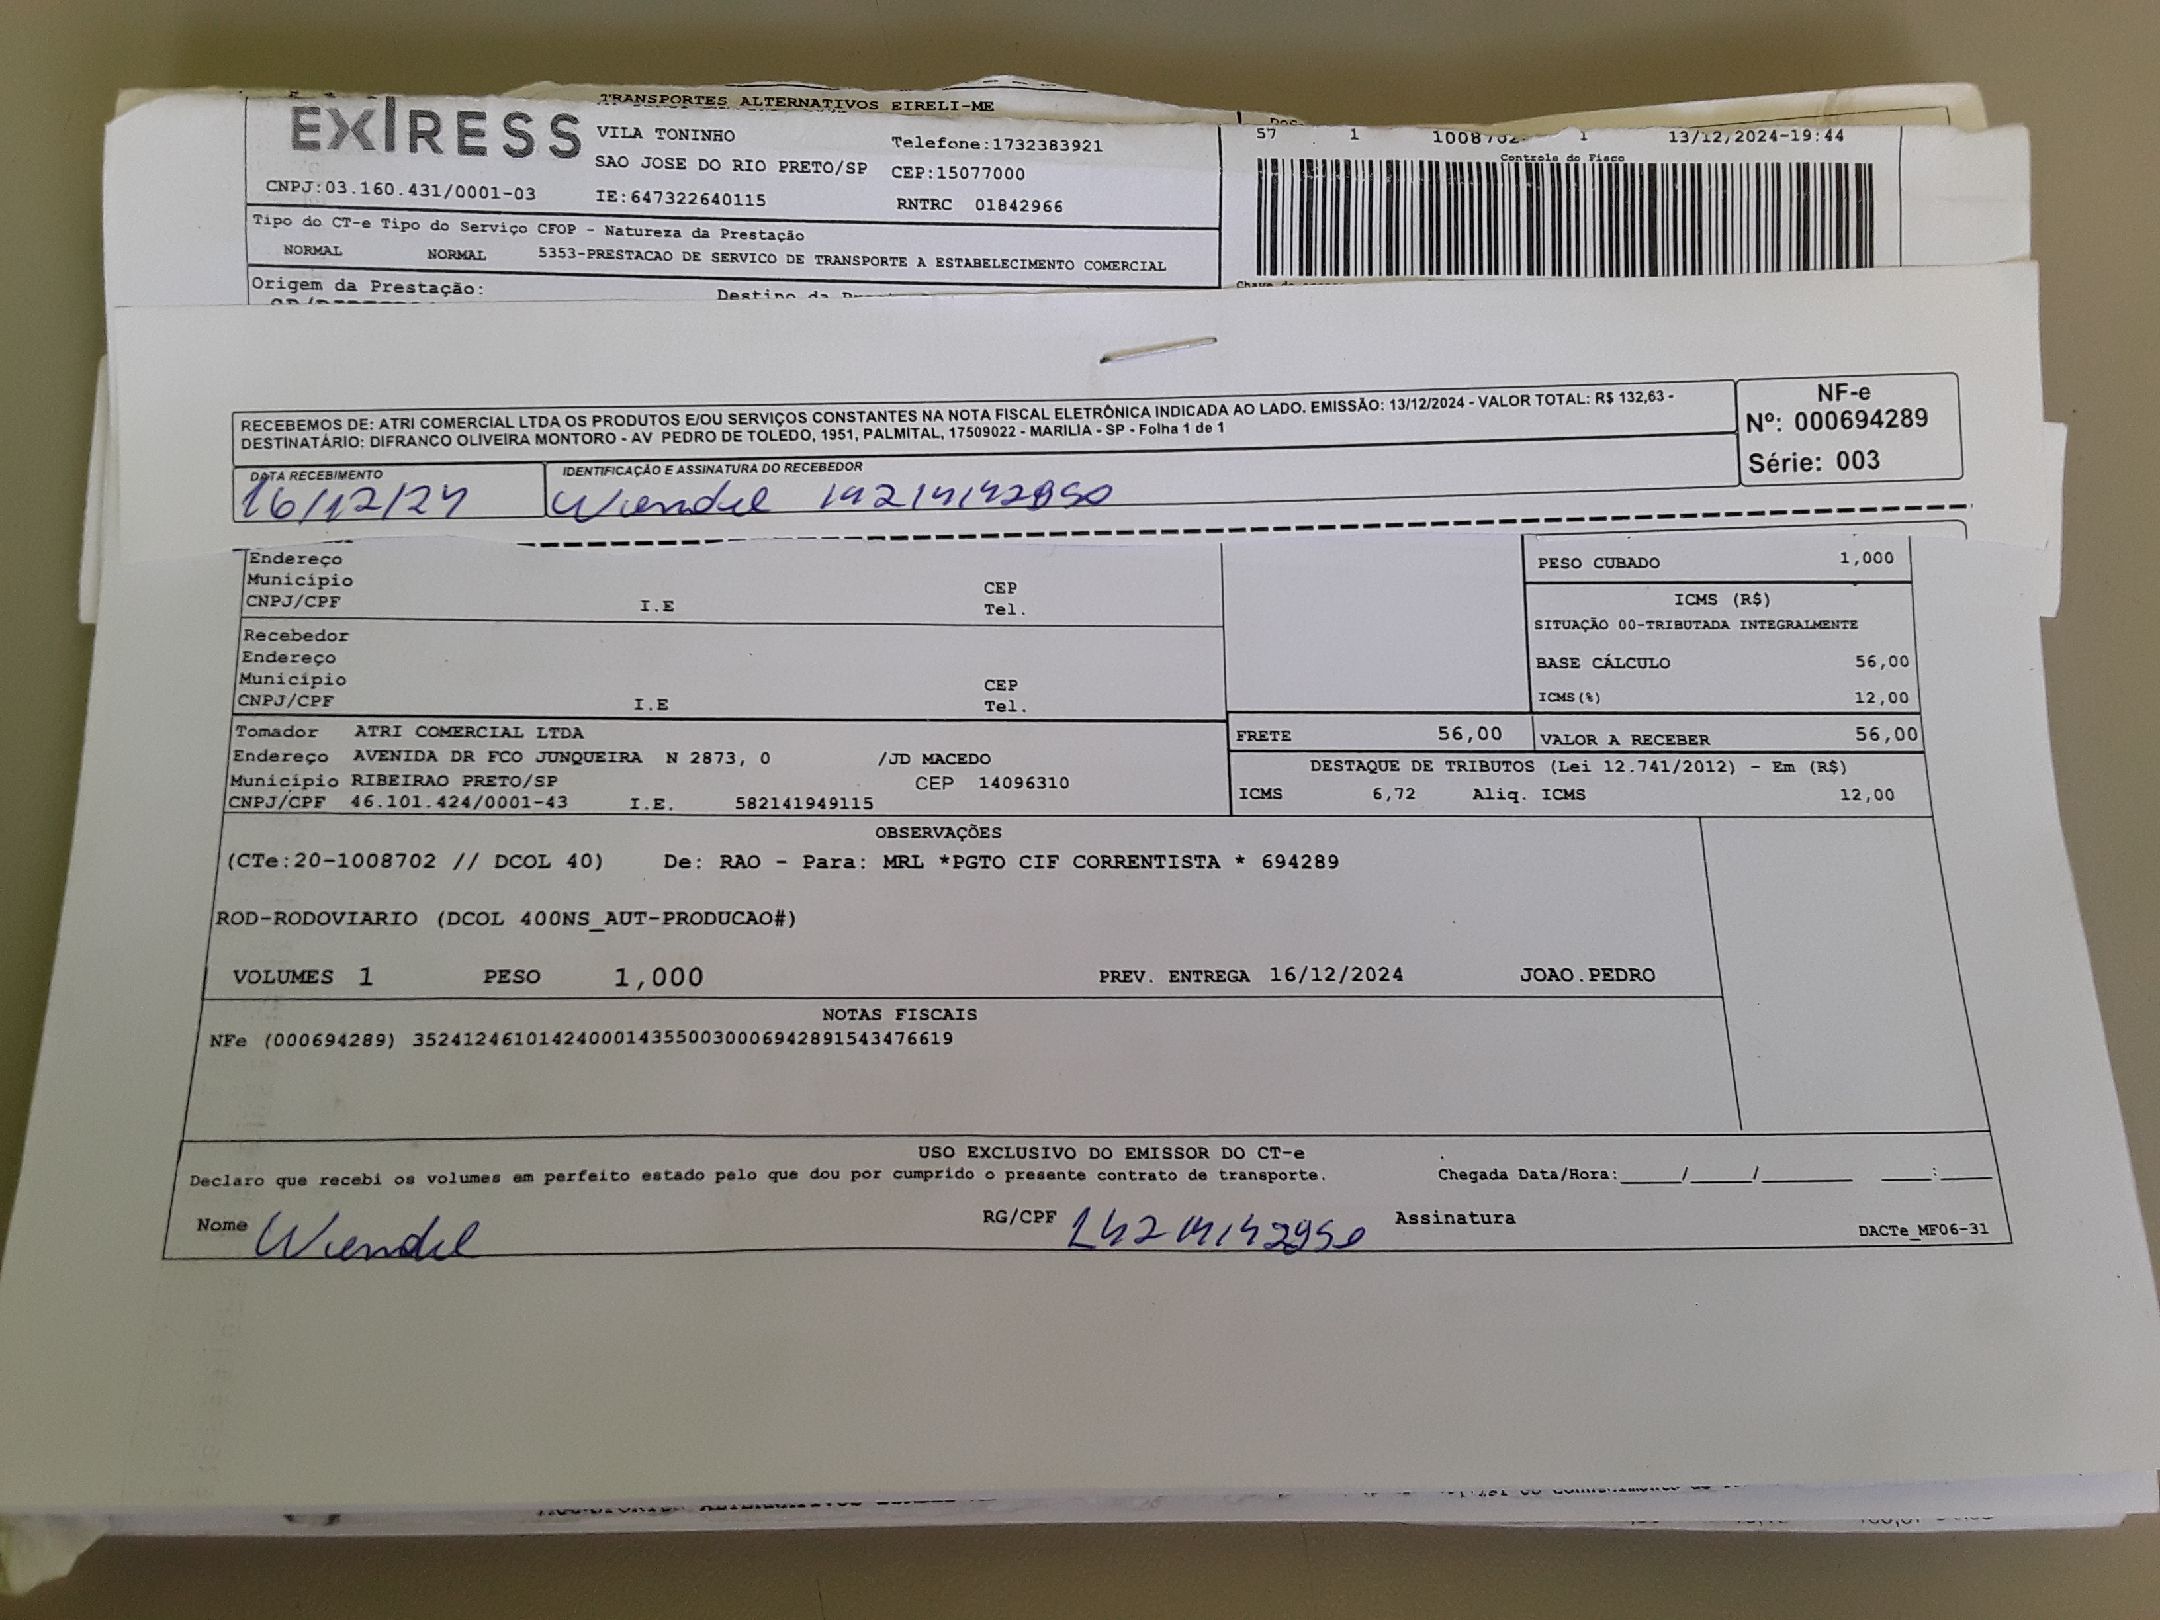 TRANSPORTES ALTERNATIVOS EIRELI-ME
EXPRESS
VILA TONINHO
Telefone:1732383921
SAO JOSE DO RIO PRETO/SP CEP:15077000
CNPJ:03.160.431/0001-03 IE:647322640115 RNTRC 01842966
57 1 1008702 1 13/12/2024-19:44
Controle do Fisco
Tipo do CT-e Tipo do Serviço CFOP - Natureza da Prestação
NORMAL NORMAL 5353-PRESTACAO DE SERVICO DE TRANSPORTE A ESTABELECIMENTO COMERCIAL
Origem da Prestação:
RECEBEMOS DE: ATRI COMERCIAL LTDA OS PRODUTOS E/OU SERVIÇOS CONSTANTES NA NOTA FISCAL ELETRÔNICA INDICADA AO LADO. EMISSÃO: 13/12/2024 - VALOR TOTAL: R$ 132,63 -
DESTINATÁRIO: DIFRANCO OLIVEIRA MONTORO - AV PEDRO DE TOLEDO, 1951, PALMITAL, 17509022 - MARILIA - SP - Folha 1 de 1
NF-e
Nº: 000694289
Série: 003
DATA RECEBIMENTO
IDENTIFICAÇÃO E ASSINATURA DO RECEBEDOR
16/12/24
Wiendel
Endereço
Município CEP
CNPJ/CPF I.E Tel.
Recebedor
Endereço
Município CEP
CNPJ/CPF I.E Tel.
PESO CUBADO 1,000
ICMS (R$)
SITUAÇÃO 00-TRIBUTADA INTEGRALMENTE
BASE CÁLCULO 56,00
ICMS(%) 12,00
Tomador ATRI COMERCIAL LTDA
Endereço AVENIDA DR FCO JUNQUEIRA N 2873, 0 /JD MACEDO
Município RIBEIRAO PRETO/SP CEP 14096310
CNPJ/CPF 46.101.424/0001-43 I.E. 582141949115
FRETE 56,00 VALOR A RECEBER 56,00
DESTAQUE DE TRIBUTOS (Lei 12.741/2012) - Em (R$)
ICMS 6,72 Aliq. ICMS 12,00
OBSERVAÇÕES
(CTe:20-1008702 // DCOL 40) De: RAO - Para: MRL *PGTO CIF CORRENTISTA * 694289
ROD-RODOVIARIO (DCOL 400NS_AUT-PRODUCAO#)
VOLUMES 1 PESO 1,000 PREV. ENTREGA 16/12/2024 JOAO.PEDRO
NOTAS FISCAIS
NFe (000694289) 35241246101424000143550030006942891543476619
USO EXCLUSIVO DO EMISSOR DO CT-e
Declaro que recebi os volumes em perfeito estado pelo que dou por cumprido o presente contrato de transporte.
Chegada Data/Hora:_____/_____/_______ ____:____
Nome Wiendel RG/CPF Assinatura
DACTe_MF06-31